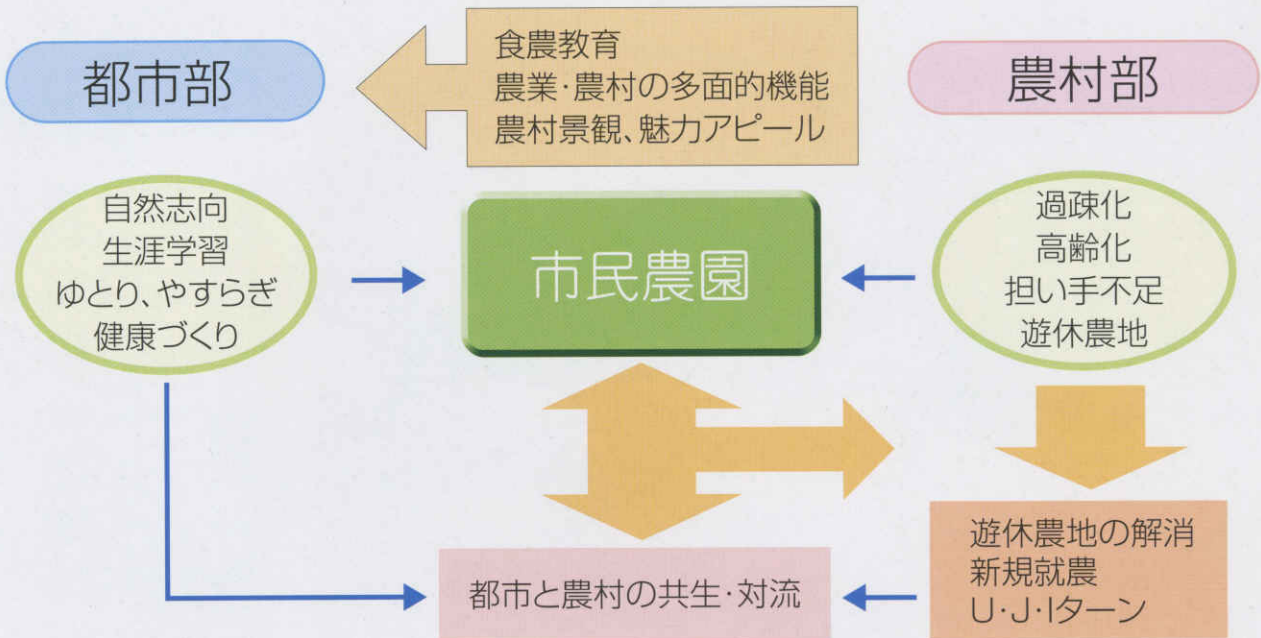 都市部
食農教育
農業・農村の多面的機能
農村景観、魅力アピール
農村部
自然志向
生涯学習
ゆとり、やすらぎ
健康づくり
市民農園
過疎化
高齢化
担い手不足
遊休農地
都市と農村の共生・対流
遊休農地の解消
新規就農
U・J・Iターン